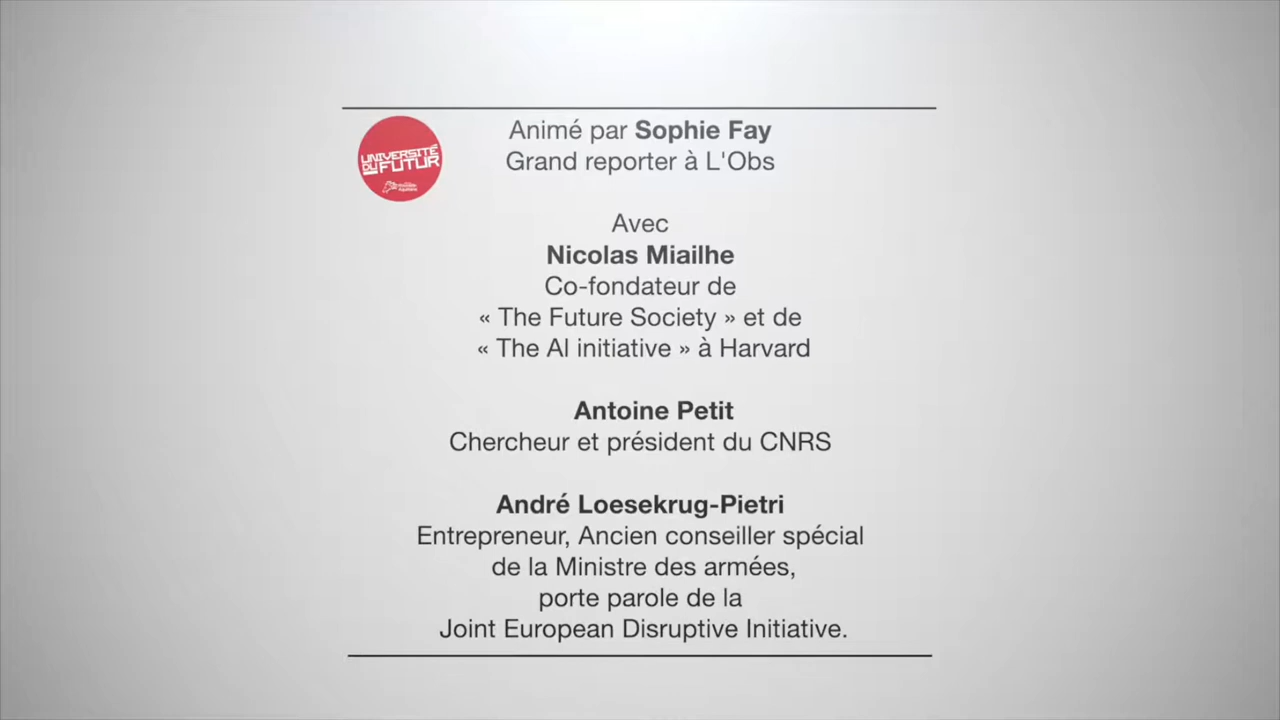 UNIVERSITÉ
DU FUTUR
Animé par Sophie Fay
Grand reporter à L'Obs
Avec
Nicolas Miailhe
Co-fondateur de
« The Future Society » et de
« The AI initiative » à Harvard
Antoine Petit
Chercheur et président du CNRS
André Loesekrug-Pietri
Entrepreneur, Ancien conseiller spécial
de la Ministre des armées,
porte parole de la
Joint European Disruptive Initiative.